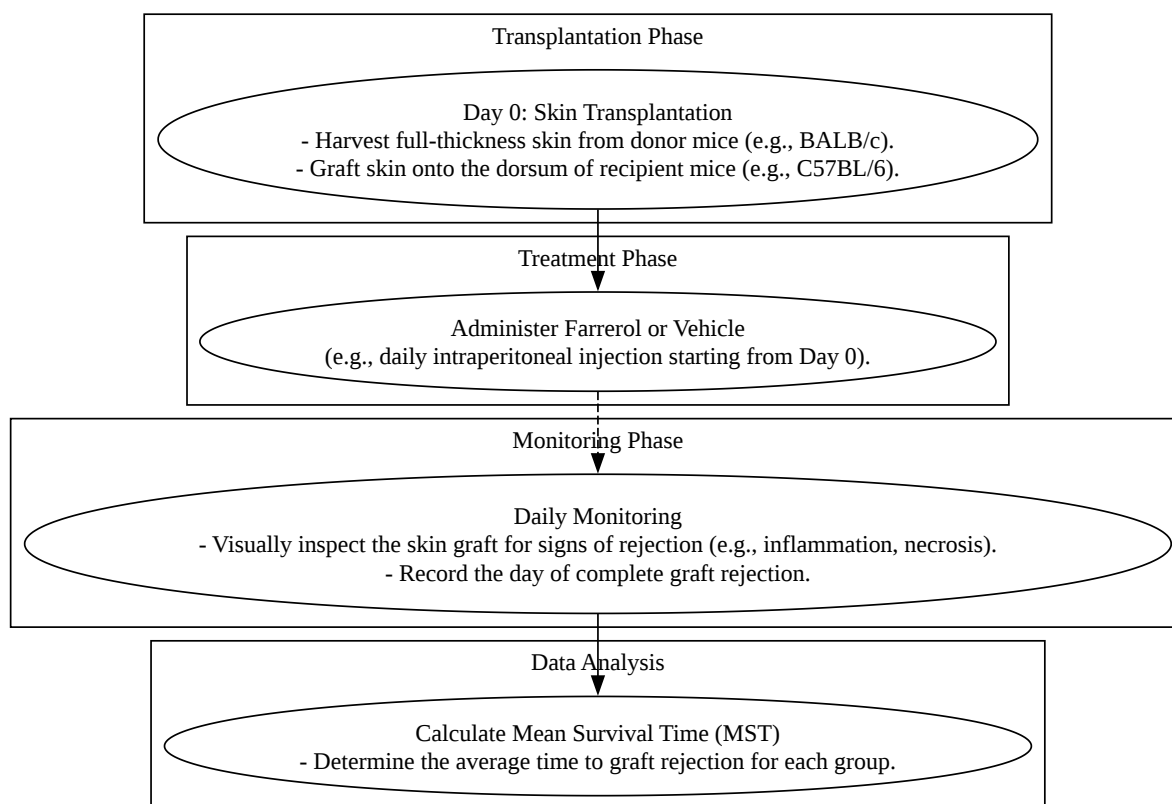 Transplantation Phase
Day 0: Skin Transplantation
- Harvest full-thickness skin from donor mice (e.g., BALB/c).
- Graft skin onto the dorsum of recipient mice (e.g., C57BL/6).
Treatment Phase
Administer Farrerol or Vehicle
(e.g., daily intraperitoneal injection starting from Day 0).
Monitoring Phase
Daily Monitoring
- Visually inspect the skin graft for signs of rejection (e.g., inflammation, necrosis).
- Record the day of complete graft rejection.
Data Analysis
Calculate Mean Survival Time (MST)
- Determine the average time to graft rejection for each group.